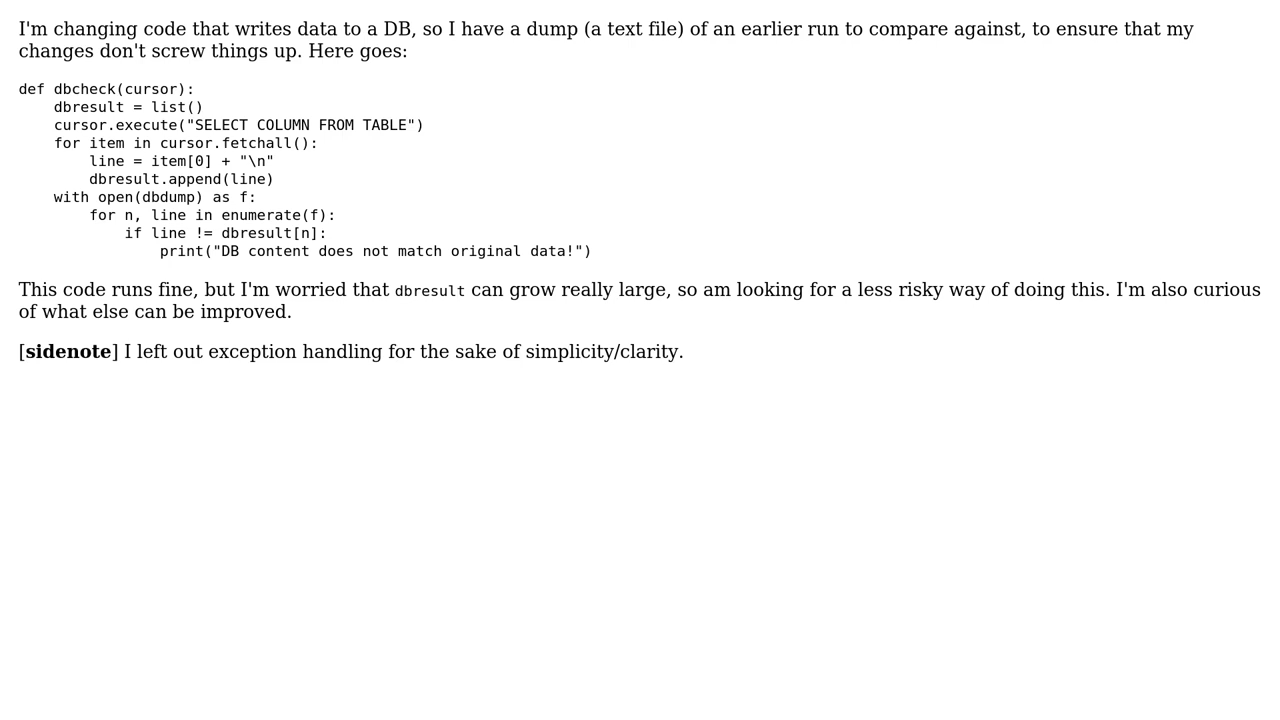 I'm changing code that writes data to a DB, so I have a dump (a text file) of an earlier run to compare against, to ensure that my
changes don't screw things up. Here goes:
def dbcheck(cursor):
    dbresult = list()
    cursor.execute("SELECT COLUMN FROM TABLE")
    for item in cursor.fetchall():
        line = item[0] + "\n"
        dbresult.append(line)
    with open(dbdump) as f:
        for n, line in enumerate(f):
            if line != dbresult[n]:
                print("DB content does not match original data!")
This code runs fine, but I'm worried that dbresult can grow really large, so am looking for a less risky way of doing this. I'm also curious
of what else can be improved.
[sidenote] I left out exception handling for the sake of simplicity/clarity.